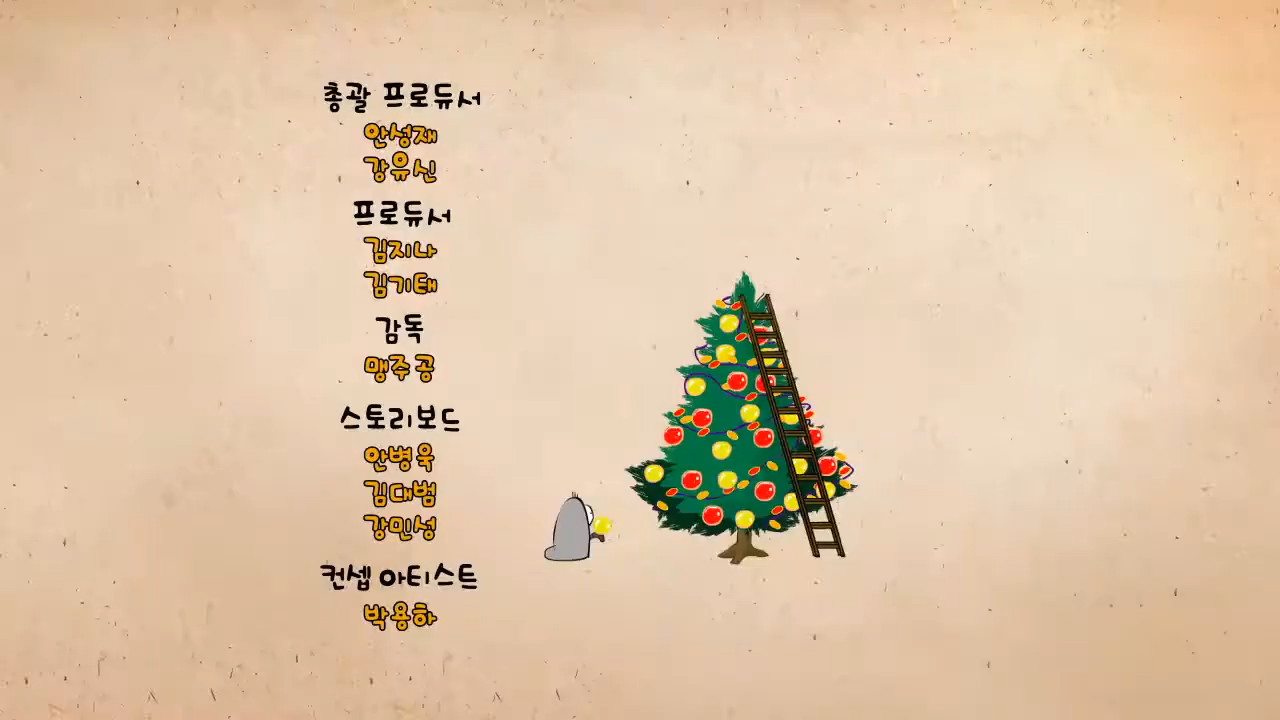 총괄 프로듀서
안성재
강유신
프로듀서
김지나
김기태
감독
맹주공
스토리보드
안병욱
김대범
강민성
컨셉 아티스트
박용하